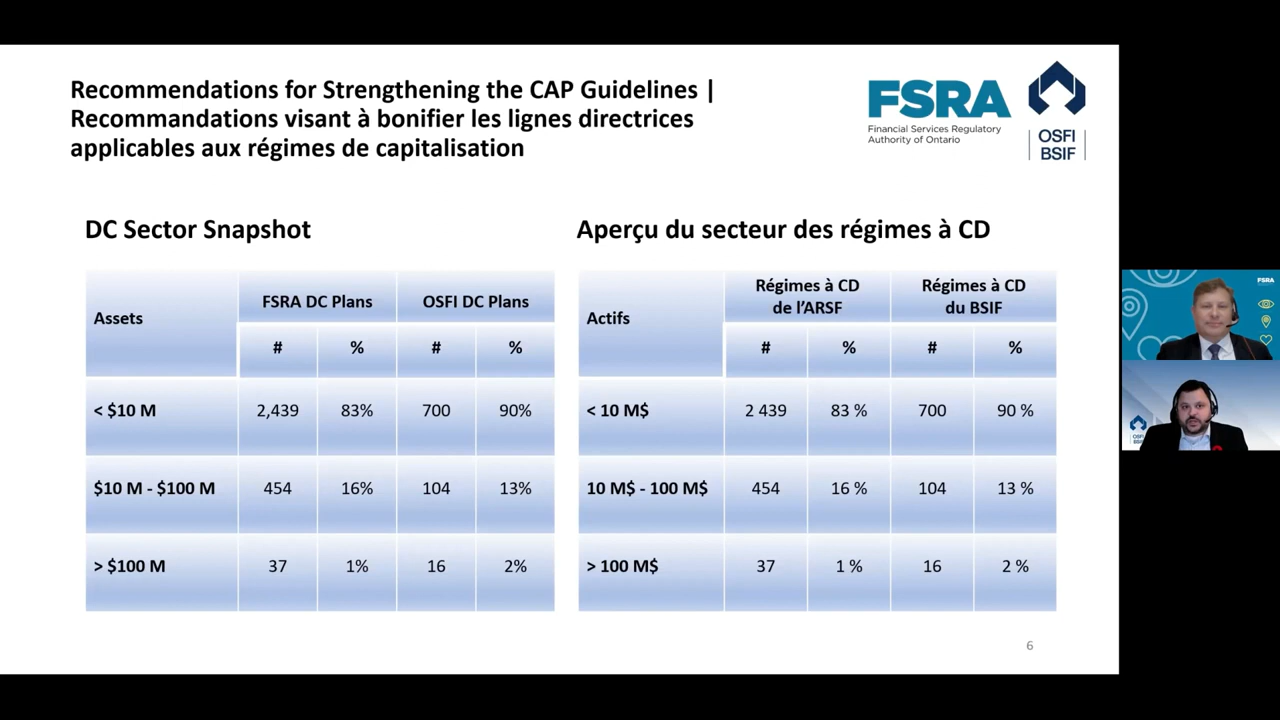 Recommendations for Strengthening the CAP Guidelines |
Recommandations visant à bonifier les lignes directrices
applicables aux régimes de capitalisation
FSRA
Financial Services Regulatory
Authority of Ontario
OSFI
BSIF
DC Sector Snapshot
Assets
FSRA DC Plans
OSFI DC Plans
# % # %
< $10 M 2,439 83% 700 90%
$10 M - $100 M 454 16% 104 13%
> $100 M 37 1% 16 2%
Aperçu du secteur des régimes à CD
Actifs
Régimes à CD
de l’ARSF
Régimes à CD
du BSIF
# % # %
< 10 M$ 2 439 83 % 700 90 %
10 M$ - 100 M$ 454 16 % 104 13 %
> 100 M$ 37 1 % 16 2 %
6
FSRA
OSFI
BSIF